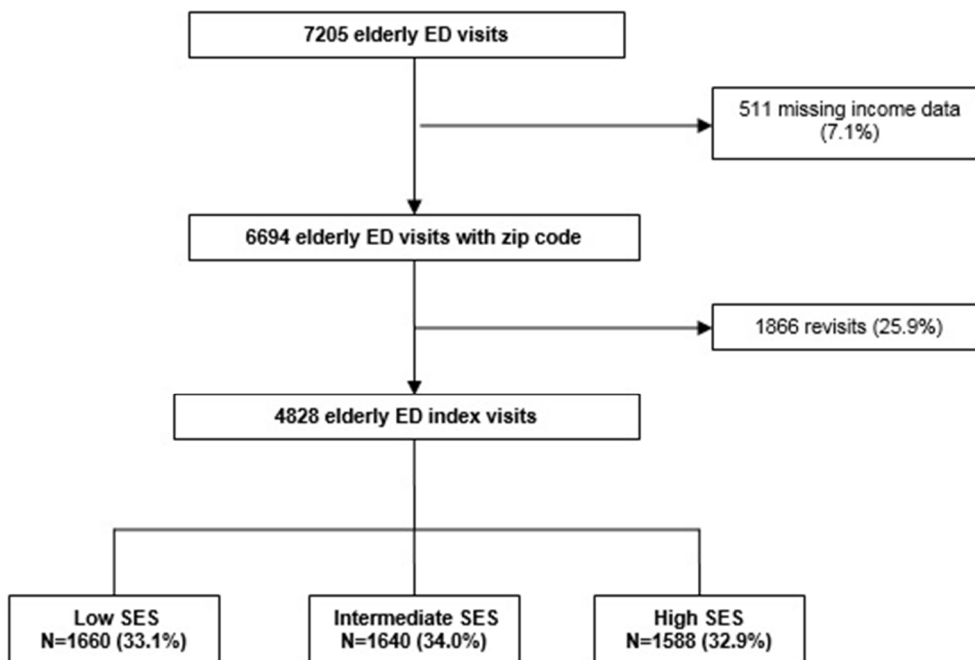 7205 elderly ED visits
511 missing income data
(7.1%)
6694 elderly ED visits with zip code
1866 revisits (25.9%)
4828 elderly ED index visits
Low SES
N=1660 (33.1%)
Intermediate SES
N=1640 (34.0%)
High SES
N=1588 (32.9%)